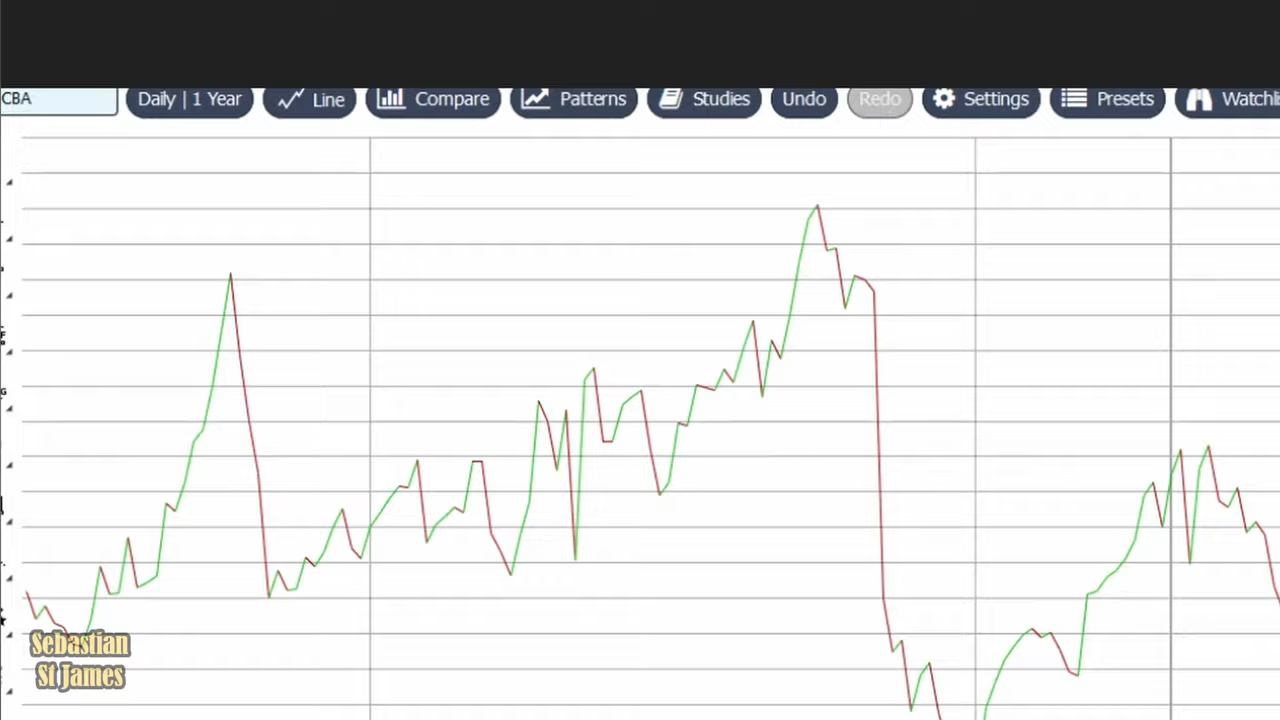 CBA Daily | 1 Year Line Compare Patterns Studies Undo Redo Settings Presets
Sebastian
St James